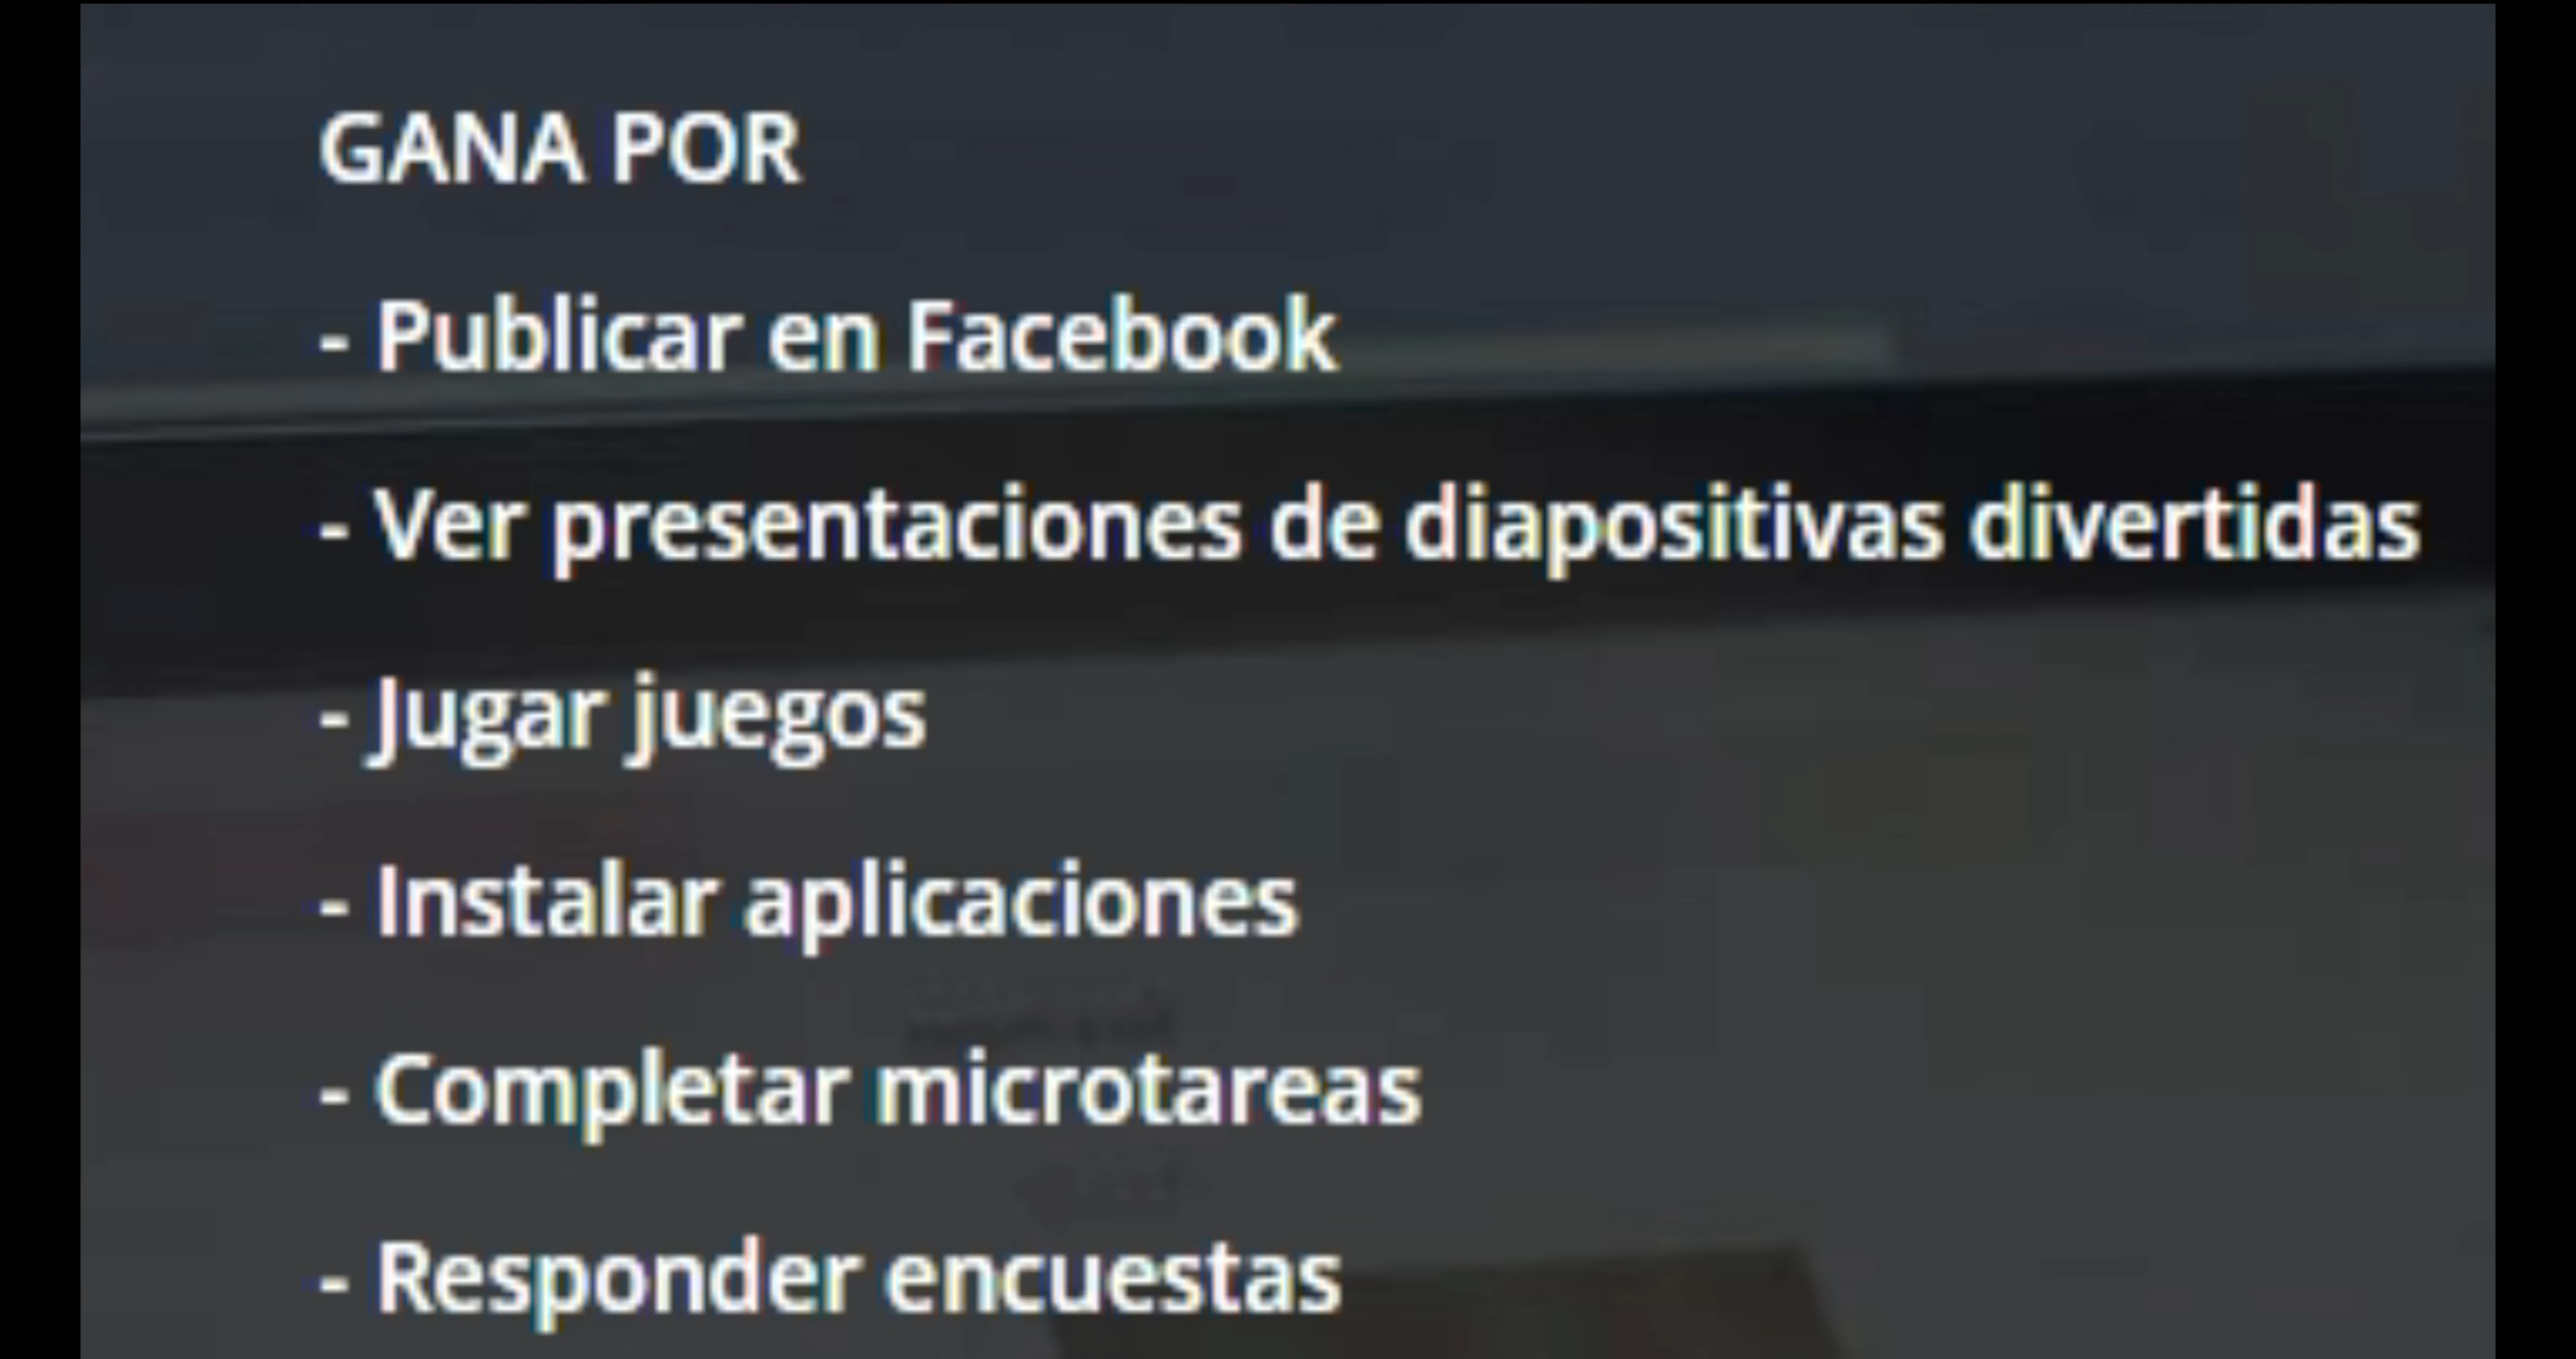 GANA POR
- Publicar en Facebook
- Ver presentaciones de diapositivas divertidas
- Jugar juegos
- Instalar aplicaciones
- Completar microtareas
- Responder encuestas